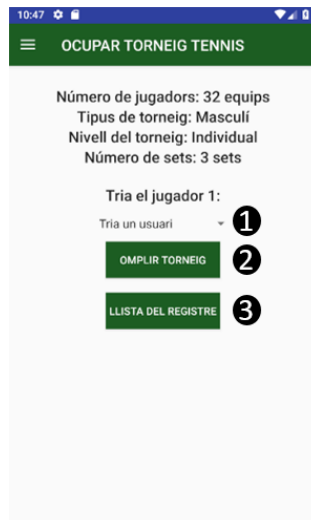 10:47
OCUPAR TORNEIG TENNIS
Número de jugadors: 32 equips
Tipus de torneig: Masculí
Nivell del torneig: Individual
Número de sets: 3 sets
Tria el jugador 1:
Tria un usuari 1
OMPLIR TORNEIG 2
LLISTA DEL REGISTRE 3